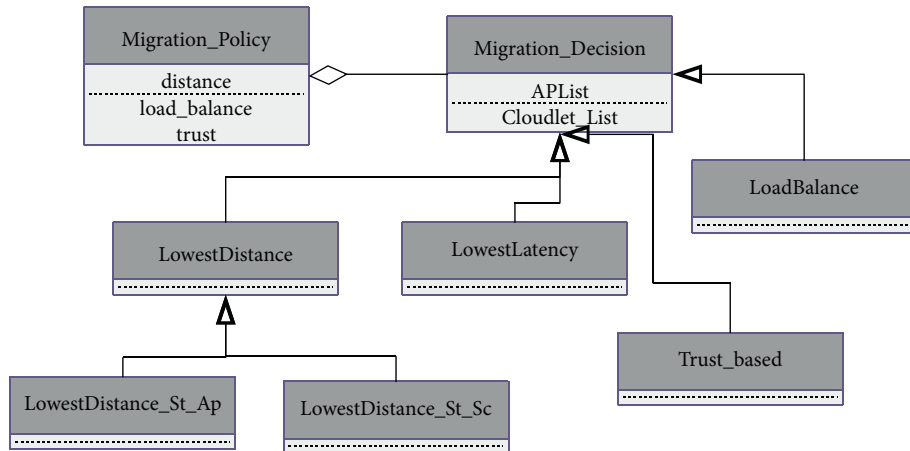 Migration_Policy
distance
load_balance
trust
Migration_Decision
APList
Cloudlet_List
LoadBalance
LowestDistance
LowestLatency
Trust_based
LowestDistance_St_Ap
LowestDistance_St_Sc